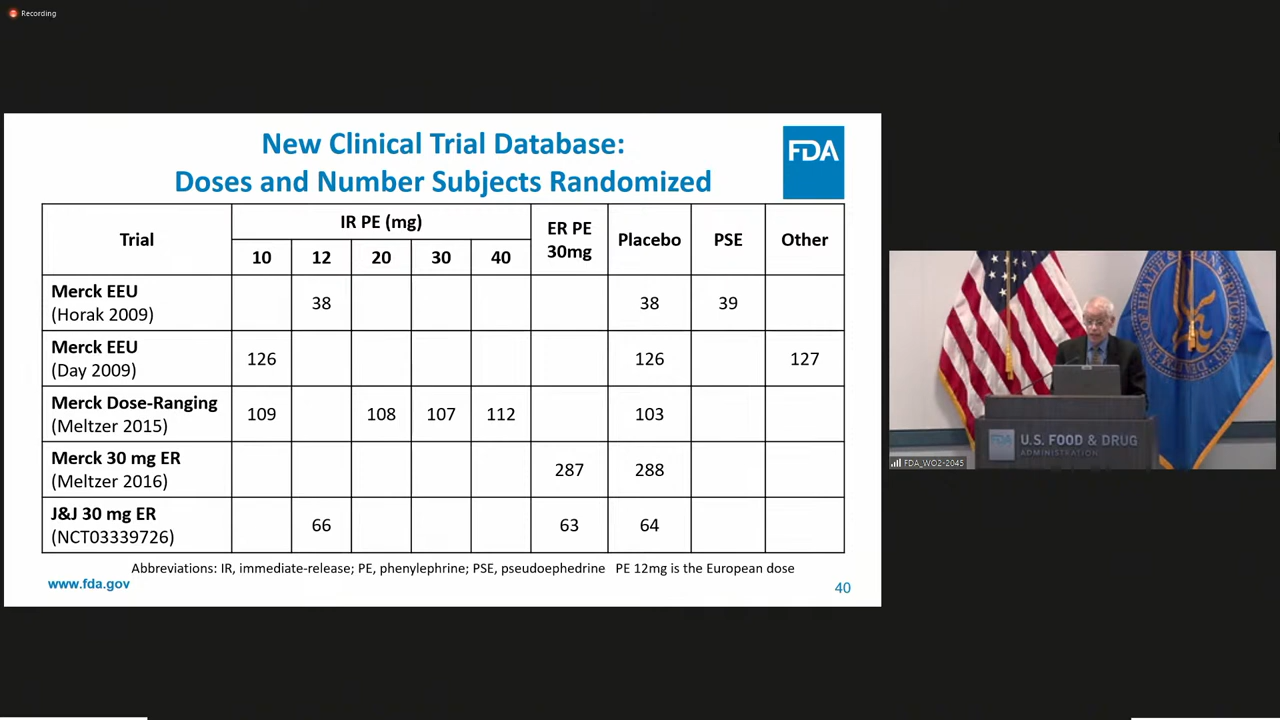 Recording
New Clinical Trial Database:
Doses and Number Subjects Randomized
FDA
Trial IR PE (mg) ER PE 30mg Placebo PSE Other
10 12 20 30 40
Merck EEU
(Horak 2009)
38 38 39
Merck EEU
(Day 2009)
126 126 127
Merck Dose-Ranging
(Meltzer 2015)
109 108 107 112 103
Merck 30 mg ER
(Meltzer 2016)
287 288
J&J 30 mg ER
(NCT03339726)
66 63 64
Abbreviations: IR, immediate-release; PE, phenylephrine; PSE, pseudoephedrine PE 12mg is the European dose
www.fda.gov
40
FDA
U.S. FOOD & DRUG
ADMINISTRATION
FDA_WO2-2045